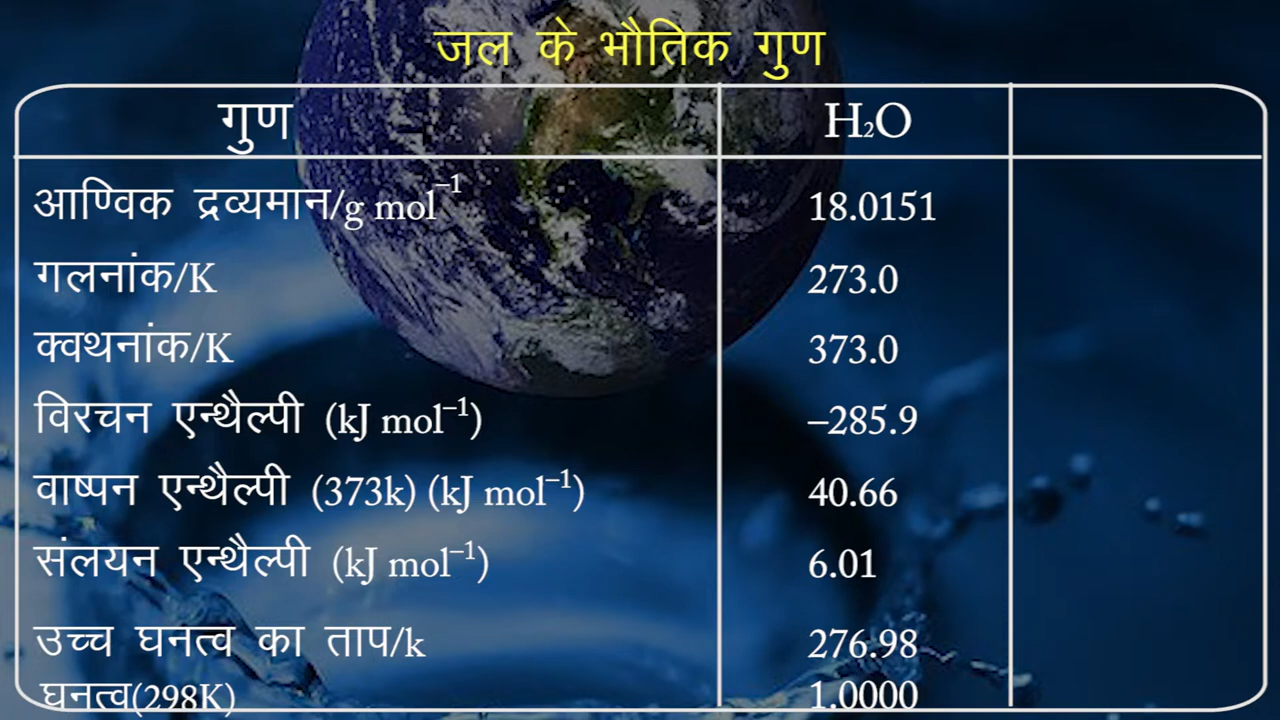 जल के भौतिक गुण
गुण H₂O
आण्विक द्रव्यमान/g mol⁻¹ 18.0151
गलनांक/K 273.0
क्वथनांक/K 373.0
विरचन एन्थैल्पी (kJ mol⁻¹) –285.9
वाष्पन एन्थैल्पी (373k) (kJ mol⁻¹) 40.66
संलयन एन्थैल्पी (kJ mol⁻¹) 6.01
उच्च घनत्व का ताप/k 276.98
घनत्व(298K) 1.0000